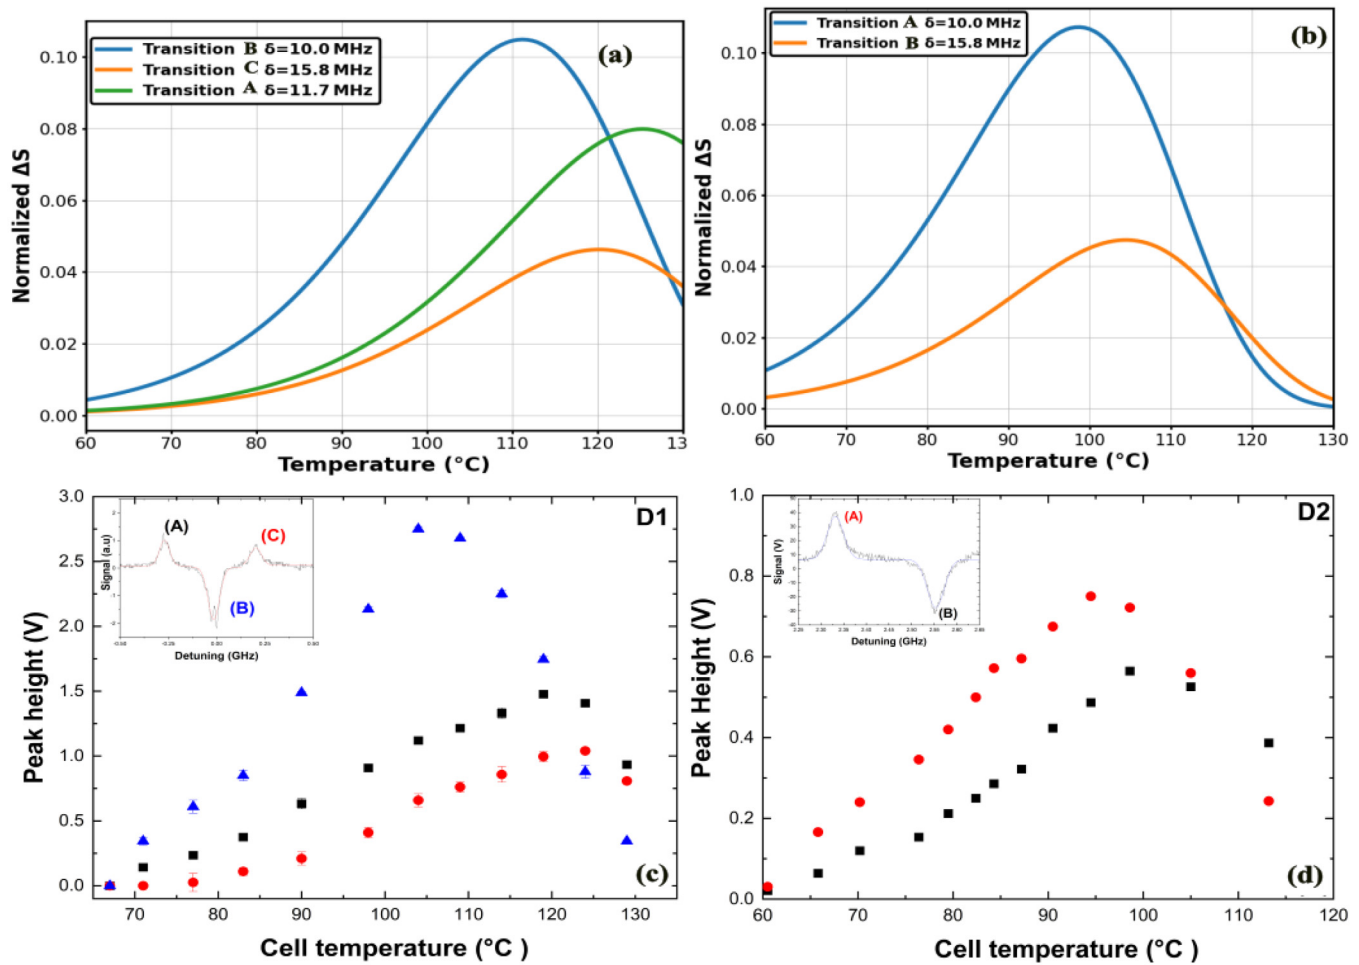 Transition B δ=10.0 MHz
Transition C δ=15.8 MHz
Transition A δ=11.7 MHz
(a)
0.10
0.08
0.06
0.04
0.02
0.00
Normalized ΔS
60 70 80 90 100 110 120 130
Temperature (°C)
Transition A δ=10.0 MHz
Transition B δ=15.8 MHz
(b)
0.10
0.08
0.06
0.04
0.02
0.00
Normalized ΔS
60 70 80 90 100 110 120 130
Temperature (°C)
3.0
2.5
2.0
1.5
1.0
0.5
0.0
Peak height (V)
D1
(A)
(C)
(B)
Signal (a.u)
Detuning (GHz)
(c)
70 80 90 100 110 120 130
Cell temperature (°C )
1.0
0.8
0.6
0.4
0.2
0.0
Peak Height (V)
D2
(A)
(B)
Signal (V)
Detuning (GHz)
(d)
60 70 80 90 100 110 120
Cell temperature (°C )